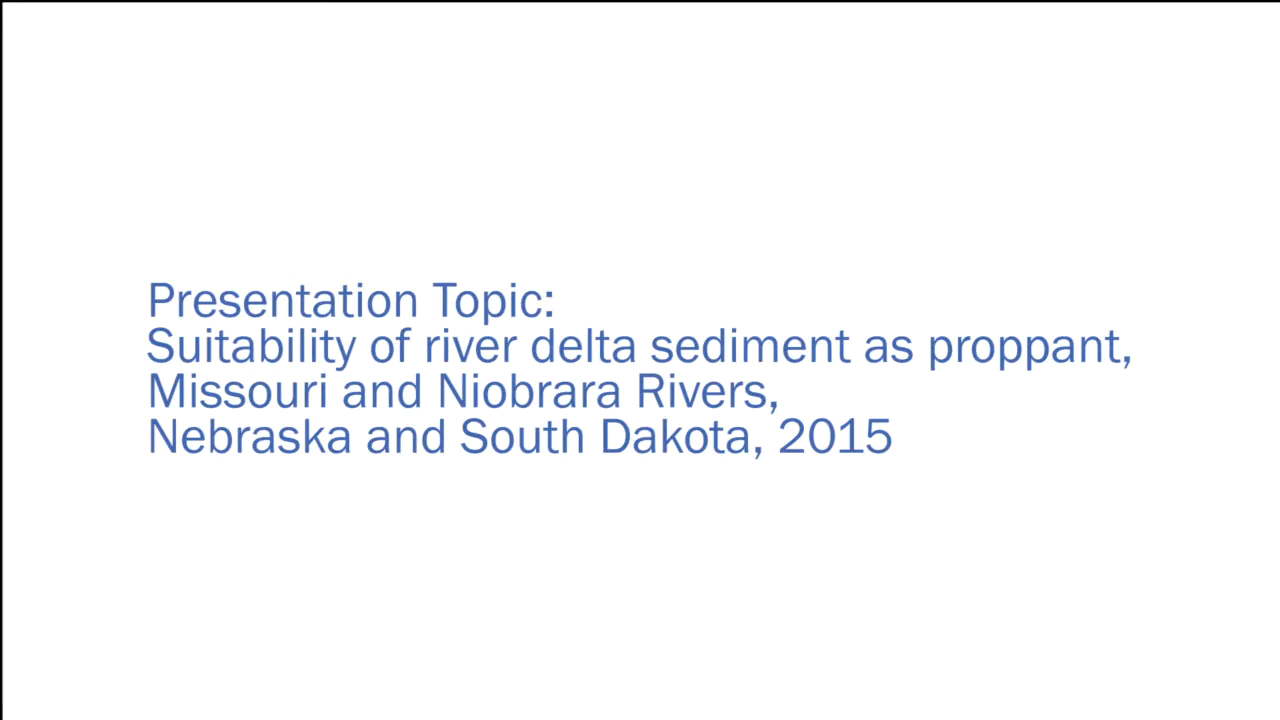 Presentation Topic:
Suitability of river delta sediment as proppant,
Missouri and Niobrara Rivers,
Nebraska and South Dakota, 2015